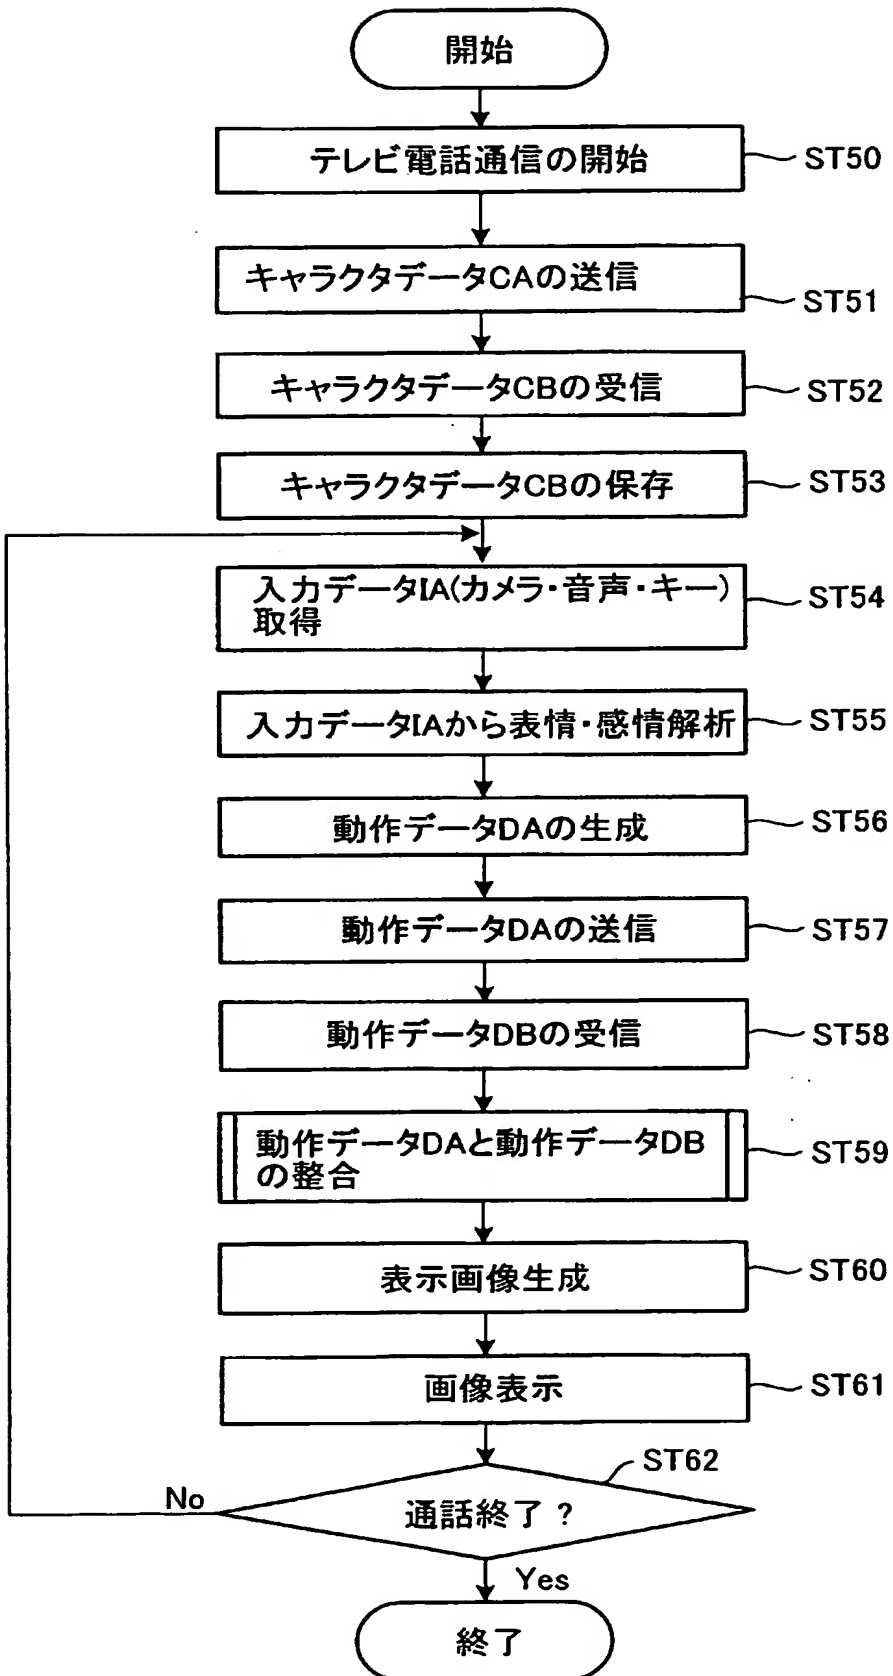 開始
テレビ電話通信の開始 ST50
キャラクタデータCAの送信 ST51
キャラクタデータCBの受信 ST52
キャラクタデータCBの保存 ST53
入力データIA(カメラ・音声・キー)
取得 ST54
入力データIAから表情・感情解析 ST55
動作データDAの生成 ST56
動作データDAの送信 ST57
動作データDBの受信 ST58
動作データDAと動作データDB
の整合 ST59
表示画像生成 ST60
画像表示 ST61
ST62
No 通話終了?
Yes
終了